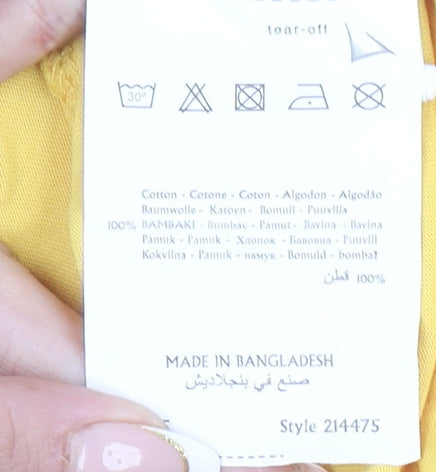 tear-off
30°
Cotton - Cotone - Coton - Algodon - Algodão
Baumwolle - Katoen - Bomull - Puuvilla
100% BAMBAKI - Bumbac - Pamut - Bavlna - Bavlna
Pamuk - Pamuk - Хлопок - Бавовна - Puuvill
Kokvilna - Pamuk - памук - Bomuld - bombaž
100% قطن
MADE IN BANGLADESH
صنع في بنجلاديش
Style 214475